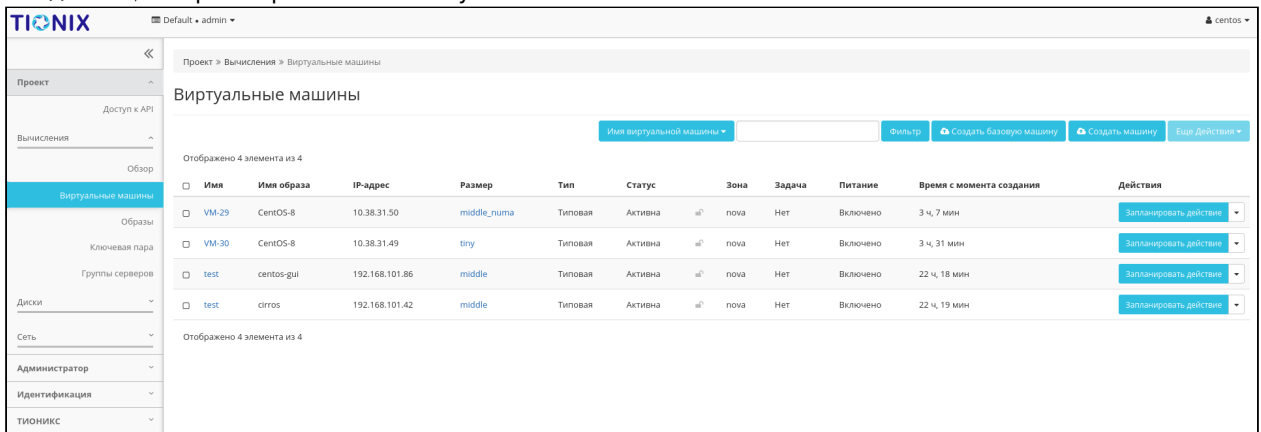 TIONIX
Default • admin
centos
Проект » Вычисления » Виртуальные машины
Проект
Доступ к API
Вычисления
Обзор
Виртуальные машины
Образы
Ключевая пара
Группы серверов
Диски
Сеть
Администратор
Идентификация
ТИОНИКС
Виртуальные машины
Имя виртуальной машины Фильтр Создать базовую машину Создать машину Еще Действия
Отображено 4 элемента из 4
Имя Имя образа IP-адрес Размер Тип Статус Зона Задача Питание Время с момента создания Действия
VM-29 CentOS-8 10.38.31.50 middle_numa Типовая Активна nova Нет Включено 3 ч, 7 мин Запланировать действие
VM-30 CentOS-8 10.38.31.49 tiny Типовая Активна nova Нет Включено 3 ч, 31 мин Запланировать действие
test centos-gui 192.168.101.86 middle Типовая Активна nova Нет Включено 22 ч, 18 мин Запланировать действие
test cirros 192.168.101.42 middle Типовая Активна nova Нет Включено 22 ч, 19 мин Запланировать действие
Отображено 4 элемента из 4